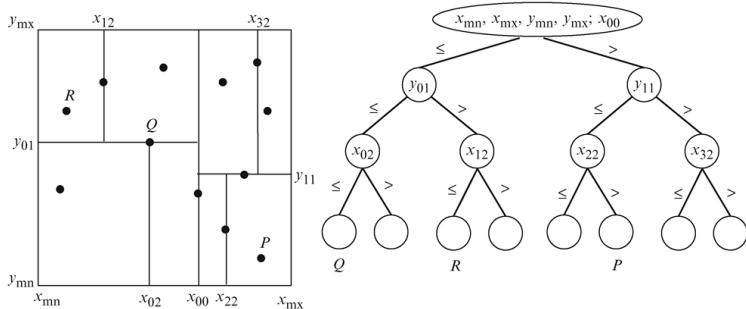 y_mx x_12 x_32
R
Q
y_01
y_11
P
y_mn
x_mn x_02 x_00 x_22 x_mx
x_mn, x_mx, y_mn, y_mx; x_00
≤ >
y_01 y_11
≤ > ≤ >
x_02 x_12 x_22 x_32
≤ > ≤ > ≤ > ≤ >
Q R P